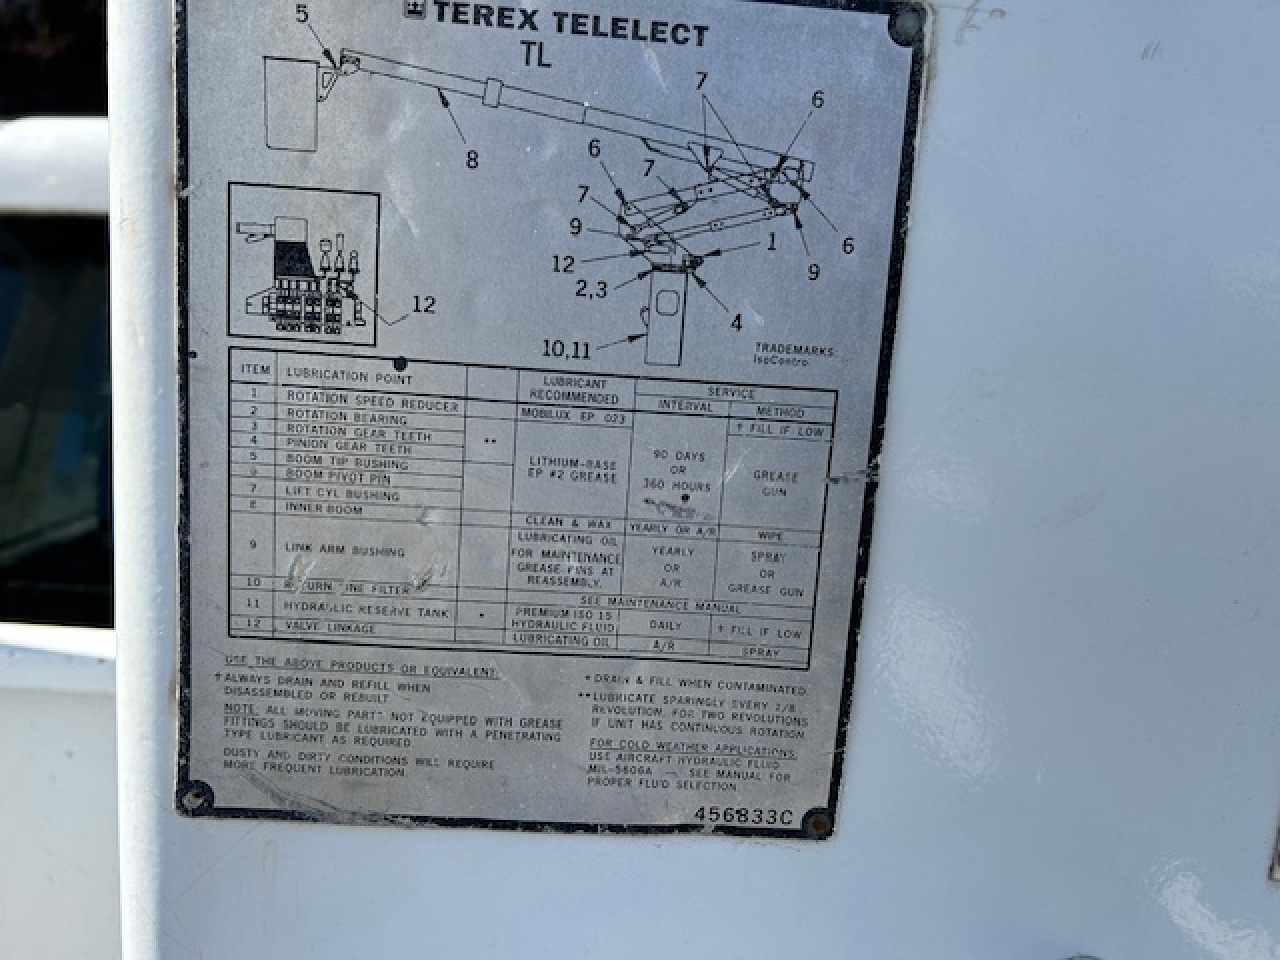 TEREX TELELECT
TL
5
7
6
8
6
7
7
9
1
6
12
9
2,3
4
12
10,11
TRADEMARKS:
IsoContro
ITEM LUBRICATION POINT LUBRICANT RECOMMENDED SERVICE
INTERVAL METHOD
1 ROTATION SPEED REDUCER MOBILUX EP 023 † FILL IF LOW
2 ROTATION BEARING
3 ROTATION GEAR TEETH **
4 PINION GEAR TEETH LITHIUM-BASE EP #2 GREASE 90 DAYS OR 360 HOURS GREASE GUN
5 BOOM TIP BUSHING
BOOM PIVOT PIN
7 LIFT CYL BUSHING
8 INNER BOOM CLEAN & WAX YEARLY OR A/R WIPE
9 LINK ARM BUSHING LUBRICATING OIL FOR MAINTENANCE GREASE PINS AT REASSEMBLY. YEARLY OR A/R SPRAY OR GREASE GUN
10 RETURN LINE FILTER SEE MAINTENANCE MANUAL
11 HYDRAULIC RESERVE TANK * PREMIUM ISO 15 HYDRAULIC FLUID DAILY † FILL IF LOW
12 VALVE LINKAGE LUBRICATING OIL A/R SPRAY
USE THE ABOVE PRODUCTS OR EQUIVALENT.
† ALWAYS DRAIN AND REFILL WHEN
DISASSEMBLED OR REBUILT
NOTE: ALL MOVING PARTS NOT EQUIPPED WITH GREASE
FITTINGS SHOULD BE LUBRICATED WITH A PENETRATING
TYPE LUBRICANT AS REQUIRED.
DUSTY AND DIRTY CONDITIONS WILL REQUIRE
MORE FREQUENT LUBRICATION.
* DRAIN & FILL WHEN CONTAMINATED.
** LUBRICATE SPARINGLY EVERY 1/8
REVOLUTION, FOR TWO REVOLUTIONS
IF UNIT HAS CONTINUOUS ROTATION.
FOR COLD WEATHER APPLICATIONS:
USE AIRCRAFT HYDRAULIC FLUID
MIL-5606A — SEE MANUAL FOR
PROPER FLUID SELECTION.
456833C